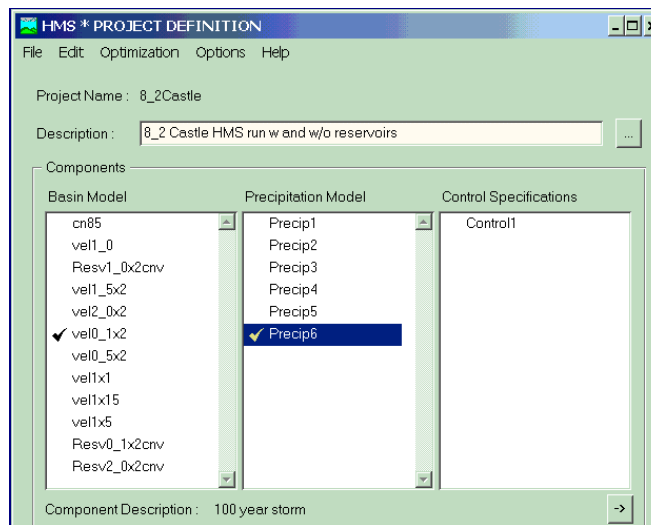 HMS * PROJECT DEFINITION
File Edit Optimization Options Help
Project Name : 8_2Castle
Description : 8_2 Castle HMS run w and w/o reservoirs ...
Components
Basin Model Precipitation Model Control Specifications
cn85 Precip1 Control1
vel1_0 Precip2
Resv1_0x2cnv Precip3
vel1_5x2 Precip4
vel2_0x2 Precip5
vel0_1x2 Precip6
vel0_5x2
vel1x1
vel1x15
vel1x5
Resv0_1x2cnv
Resv2_0x2cnv
Component Description : 100 year storm ->